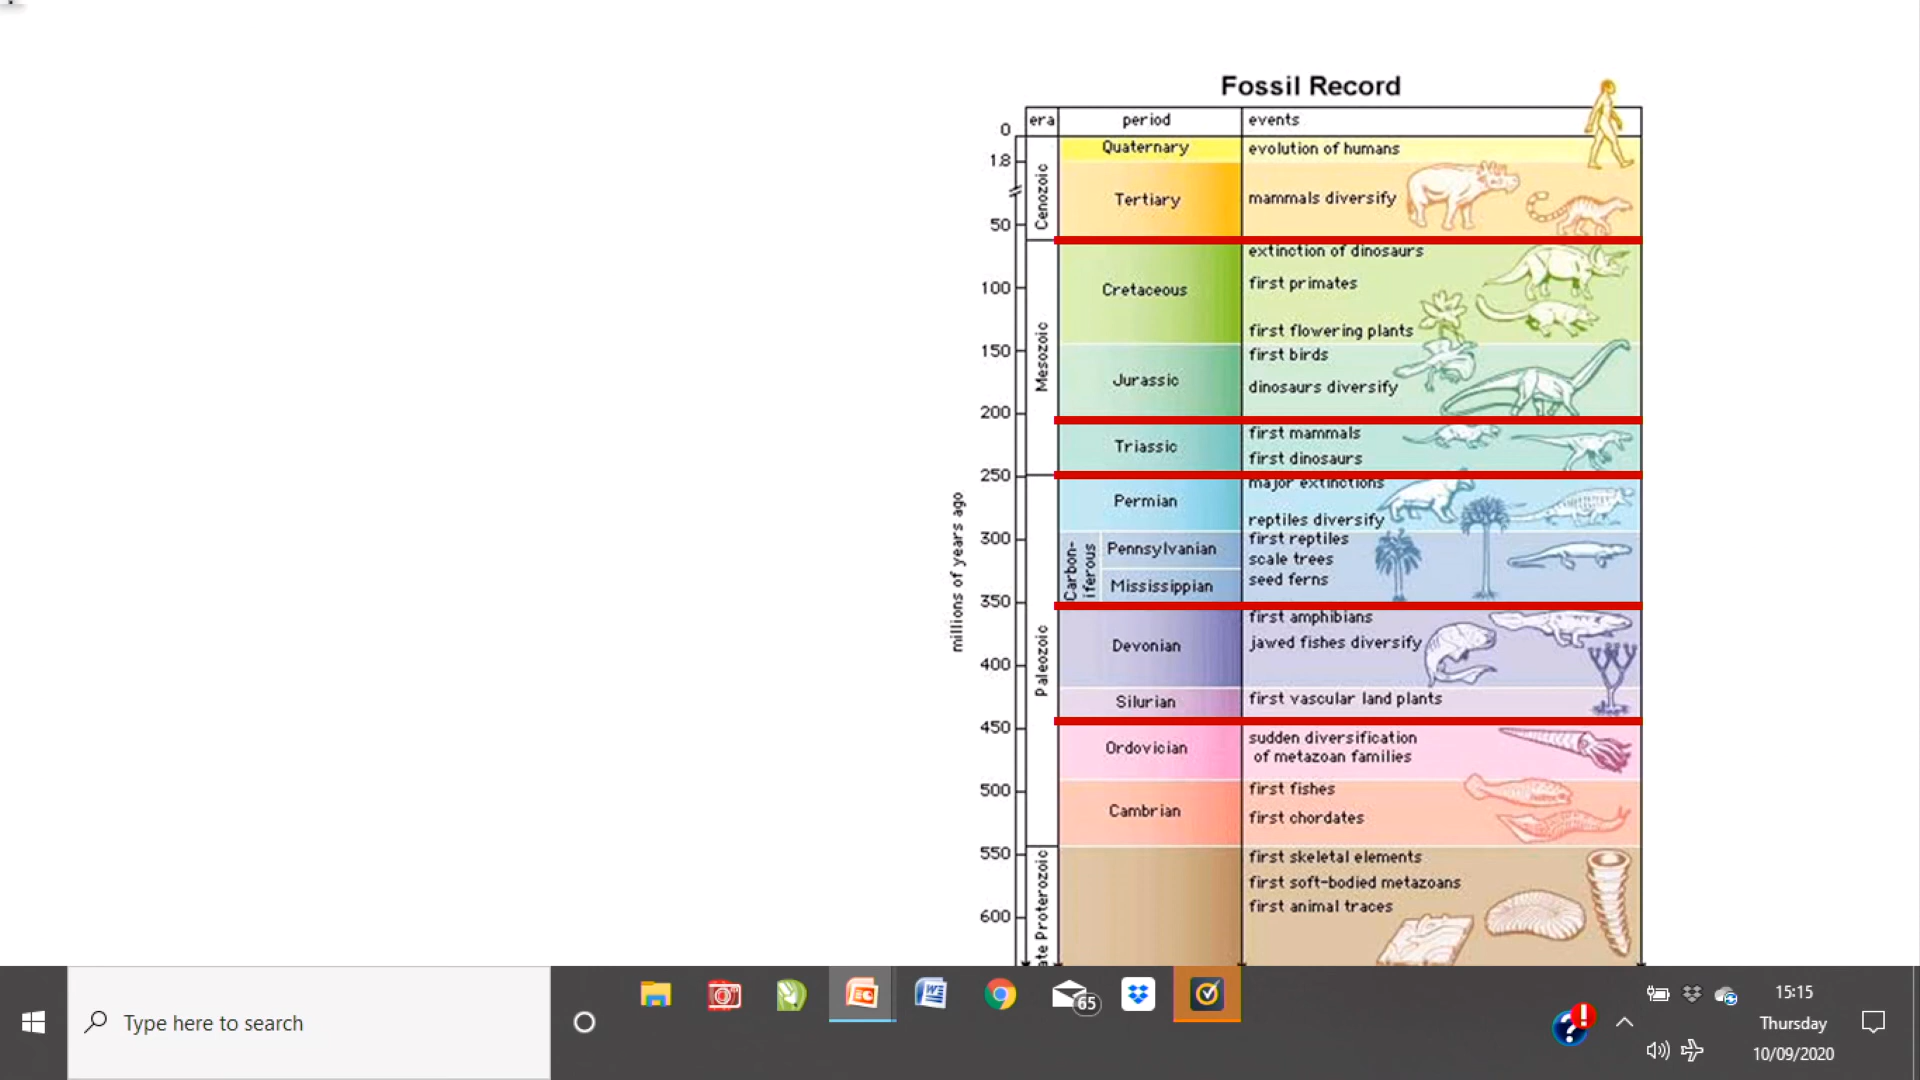 Fossil Record
era period events
0
Quaternary evolution of humans
1.8
Cenozoic
Tertiary mammals diversify
50
extinction of dinosaurs
100 Cretaceous first primates
first flowering plants
Mesozoic
150 first birds
Jurassic dinosaurs diversify
200
Triassic first mammals
first dinosaurs
250
major extinctions
Permian
reptiles diversify
millions of years ago
300
Carbon-
iferous
Pennsylvanian first reptiles
scale trees
Mississippian seed ferns
350
first amphibians
Devonian jawed fishes diversify
400
Paleozoic
Silurian first vascular land plants
450
Ordovician sudden diversification
of metazoan families
500 first fishes
Cambrian first chordates
550
first skeletal elements
first soft-bodied metazoans
first animal traces
600
ate Proterozoic
Type here to search
65
15:15
Thursday
10/09/2020